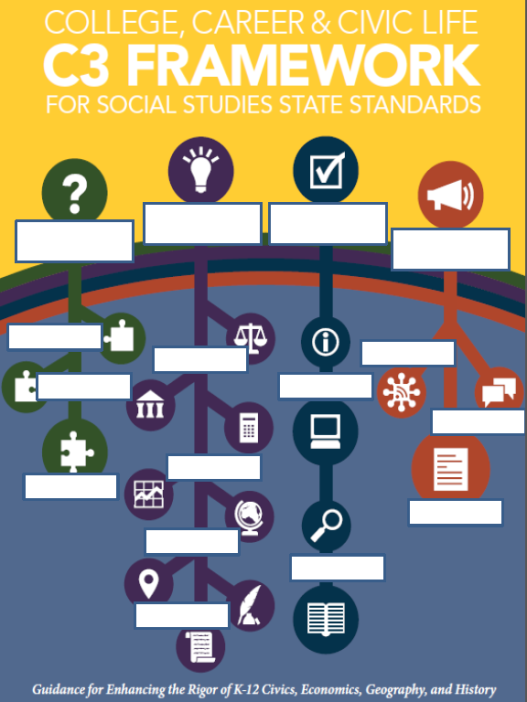 COLLEGE, CAREER & CIVIC LIFE
C3 FRAMEWORK
FOR SOCIAL STUDIES STATE STANDARDS
?
i
Guidance for Enhancing the Rigor of K-12 Civics, Economics, Geography, and History